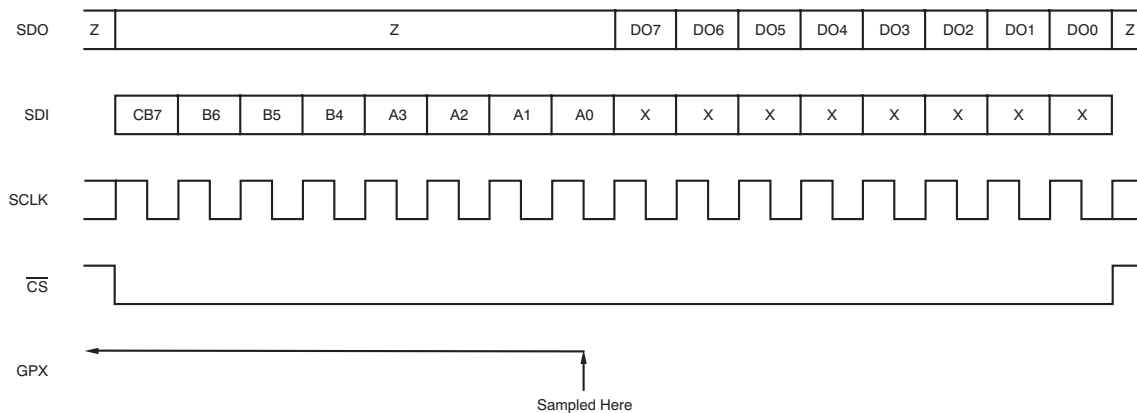 SDO Z Z DO7 DO6 DO5 DO4 DO3 DO2 DO1 DO0 Z
SDI CB7 B6 B5 B4 A3 A2 A1 A0 X X X X X X X X
SCLK
CS
GPX
Sampled Here